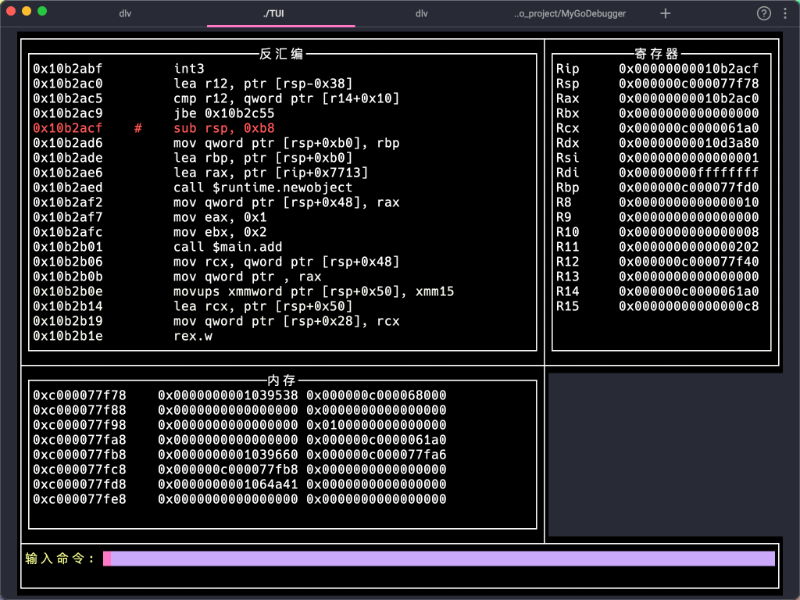 dlv
./TUI
dlv
..o_project/MyGoDebugger
+
?
反汇编
0x10b2abf int3
0x10b2ac0 lea r12, ptr [rsp-0x38]
0x10b2ac5 cmp r12, qword ptr [r14+0x10]
0x10b2ac9 jbe 0x10b2c55
0x10b2acf # sub rsp, 0xb8
0x10b2ad6 mov qword ptr [rsp+0xb0], rbp
0x10b2ade lea rbp, ptr [rsp+0xb0]
0x10b2ae6 lea rax, ptr [rip+0x7713]
0x10b2aed call $runtime.newobject
0x10b2af2 mov qword ptr [rsp+0x48], rax
0x10b2af7 mov eax, 0x1
0x10b2afc mov ebx, 0x2
0x10b2b01 call $main.add
0x10b2b06 mov rcx, qword ptr [rsp+0x48]
0x10b2b0b mov qword ptr , rax
0x10b2b0e movups xmmword ptr [rsp+0x50], xmm15
0x10b2b14 lea rcx, ptr [rsp+0x50]
0x10b2b19 mov qword ptr [rsp+0x28], rcx
0x10b2b1e rex.w
寄存器
Rip 0x00000000010b2acf
Rsp 0x000000c000077f78
Rax 0x00000000010b2ac0
Rbx 0x0000000000000000
Rcx 0x000000c0000061a0
Rdx 0x00000000010d3a80
Rsi 0x0000000000000001
Rdi 0x00000000ffffffff
Rbp 0x000000c000077fd0
R8 0x0000000000000010
R9 0x0000000000000000
R10 0x0000000000000008
R11 0x0000000000000202
R12 0x000000c000077f40
R13 0x0000000000000000
R14 0x000000c0000061a0
R15 0x00000000000000c8
内存
0xc000077f78 0x0000000001039538 0x000000c000068000
0xc000077f88 0x0000000000000000 0x0000000000000000
0xc000077f98 0x0000000000000000 0x0100000000000000
0xc000077fa8 0x0000000000000000 0x000000c0000061a0
0xc000077fb8 0x0000000001039660 0x000000c000077fa6
0xc000077fc8 0x000000c000077fb8 0x0000000000000000
0xc000077fd8 0x0000000001064a41 0x0000000000000000
0xc000077fe8 0x0000000000000000 0x0000000000000000
输入命令: